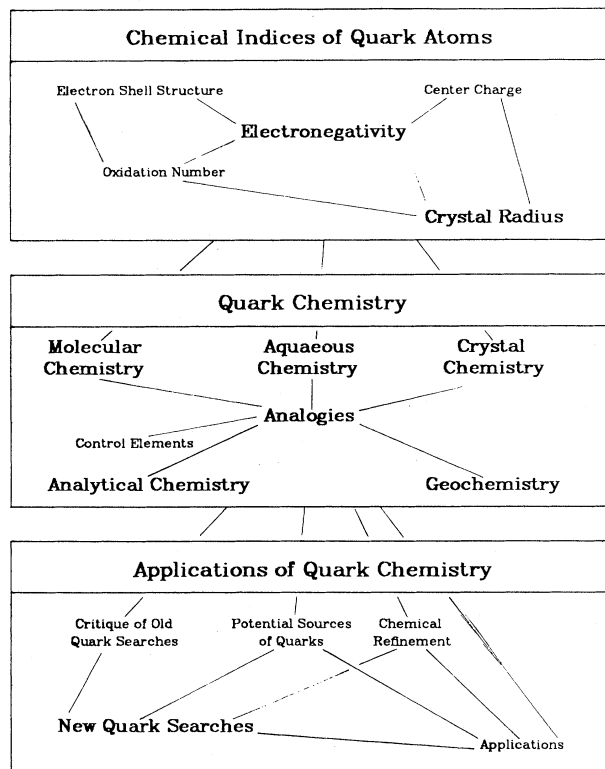 Chemical Indices of Quark Atoms
Electron Shell Structure
Center Charge
Electronegativity
Oxidation Number
Crystal Radius
Quark Chemistry
Molecular
Chemistry
Aquaeous
Chemistry
Crystal
Chemistry
Analogies
Control Elements
Analytical Chemistry
Geochemistry
Applications of Quark Chemistry
Critique of Old
Quark Searches
Potential Sources
of Quarks
Chemical
Refinement
New Quark Searches
Applications